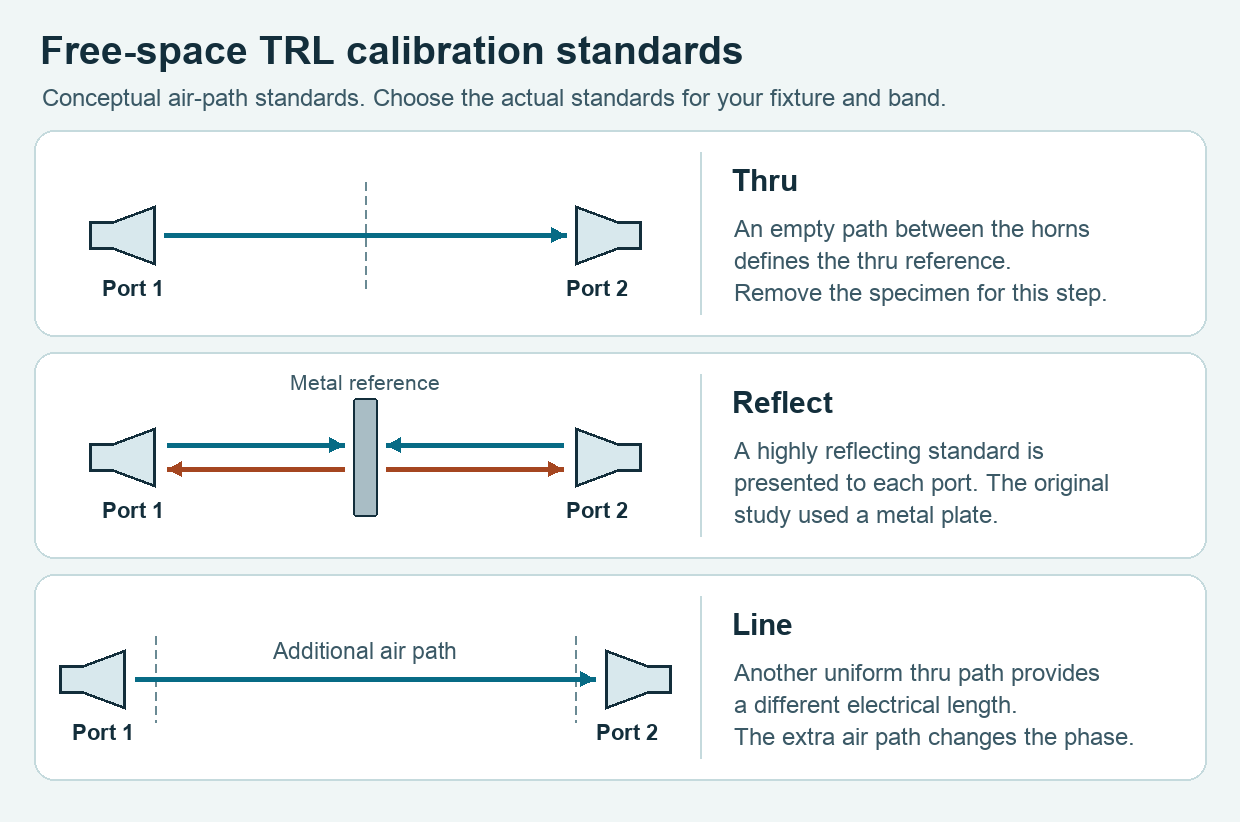 Free-space TRL calibration standards
Conceptual air-path standards. Choose the actual standards for your fixture and band.
Port 1
Port 2
Thru
An empty path between the horns
defines the thru reference.
Remove the specimen for this step.
Metal reference
Port 1
Port 2
Reflect
A highly reflecting standard is
presented to each port. The original
study used a metal plate.
Additional air path
Port 1
Port 2
Line
Another uniform thru path provides
a different electrical length.
The extra air path changes the phase.